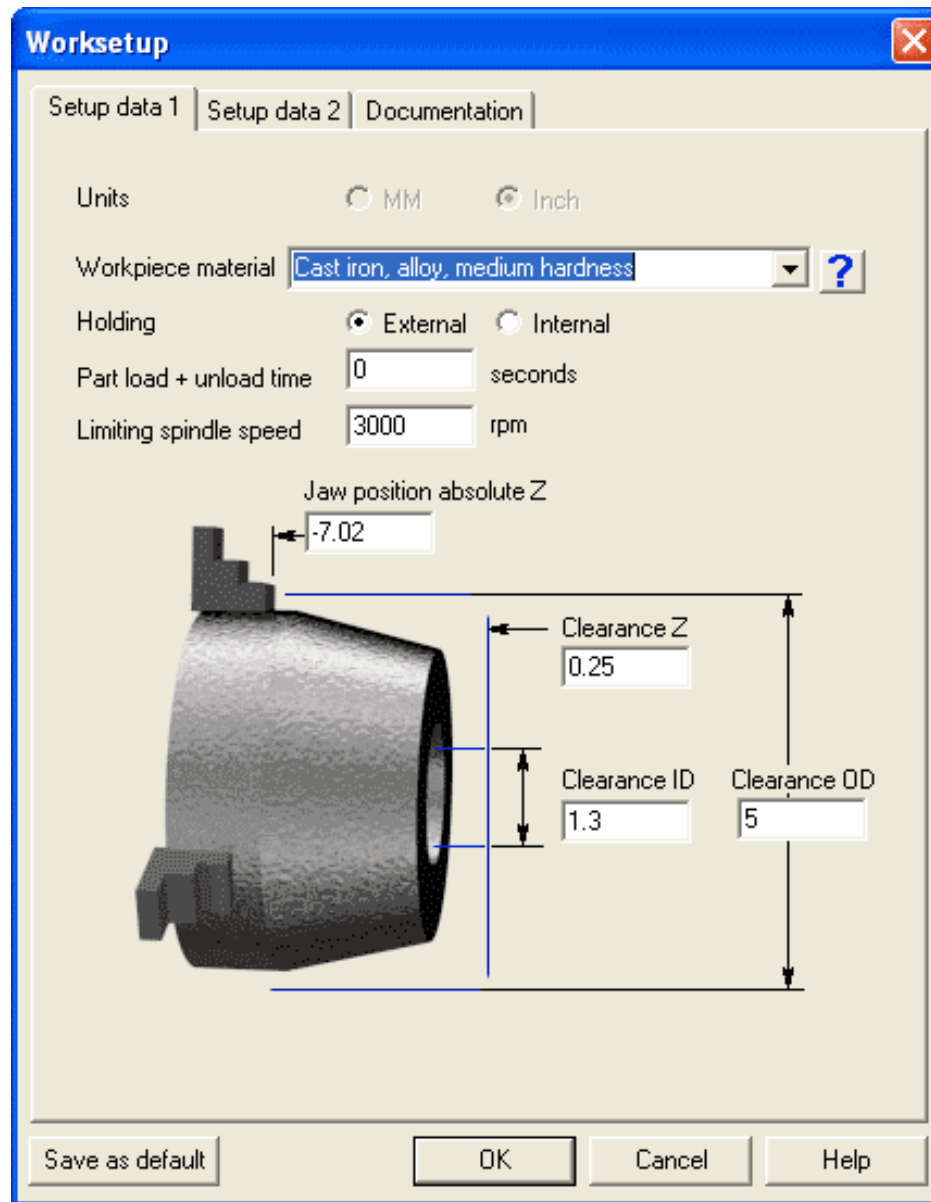 Worksetup
Setup data 1 Setup data 2 Documentation
Units MM Inch
Workpiece material Cast iron, alloy, medium hardness ?
Holding External Internal
Part load + unload time 0 seconds
Limiting spindle speed 3000 rpm
Jaw position absolute Z
-7.02
Clearance Z
0.25
Clearance ID Clearance OD
1.3 5
Save as default OK Cancel Help